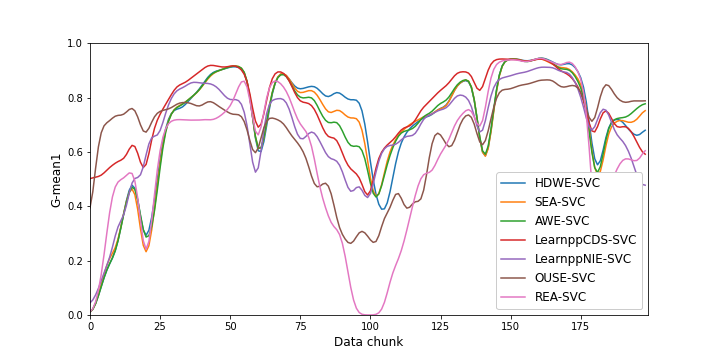 1.0
0.8
0.6
0.4
0.2
0.0
G-mean1
0 25 50 75 100 125 150 175
Data chunk
HDWE-SVC
SEA-SVC
AWE-SVC
LearnppCDS-SVC
LearnppNIE-SVC
OUSE-SVC
REA-SVC